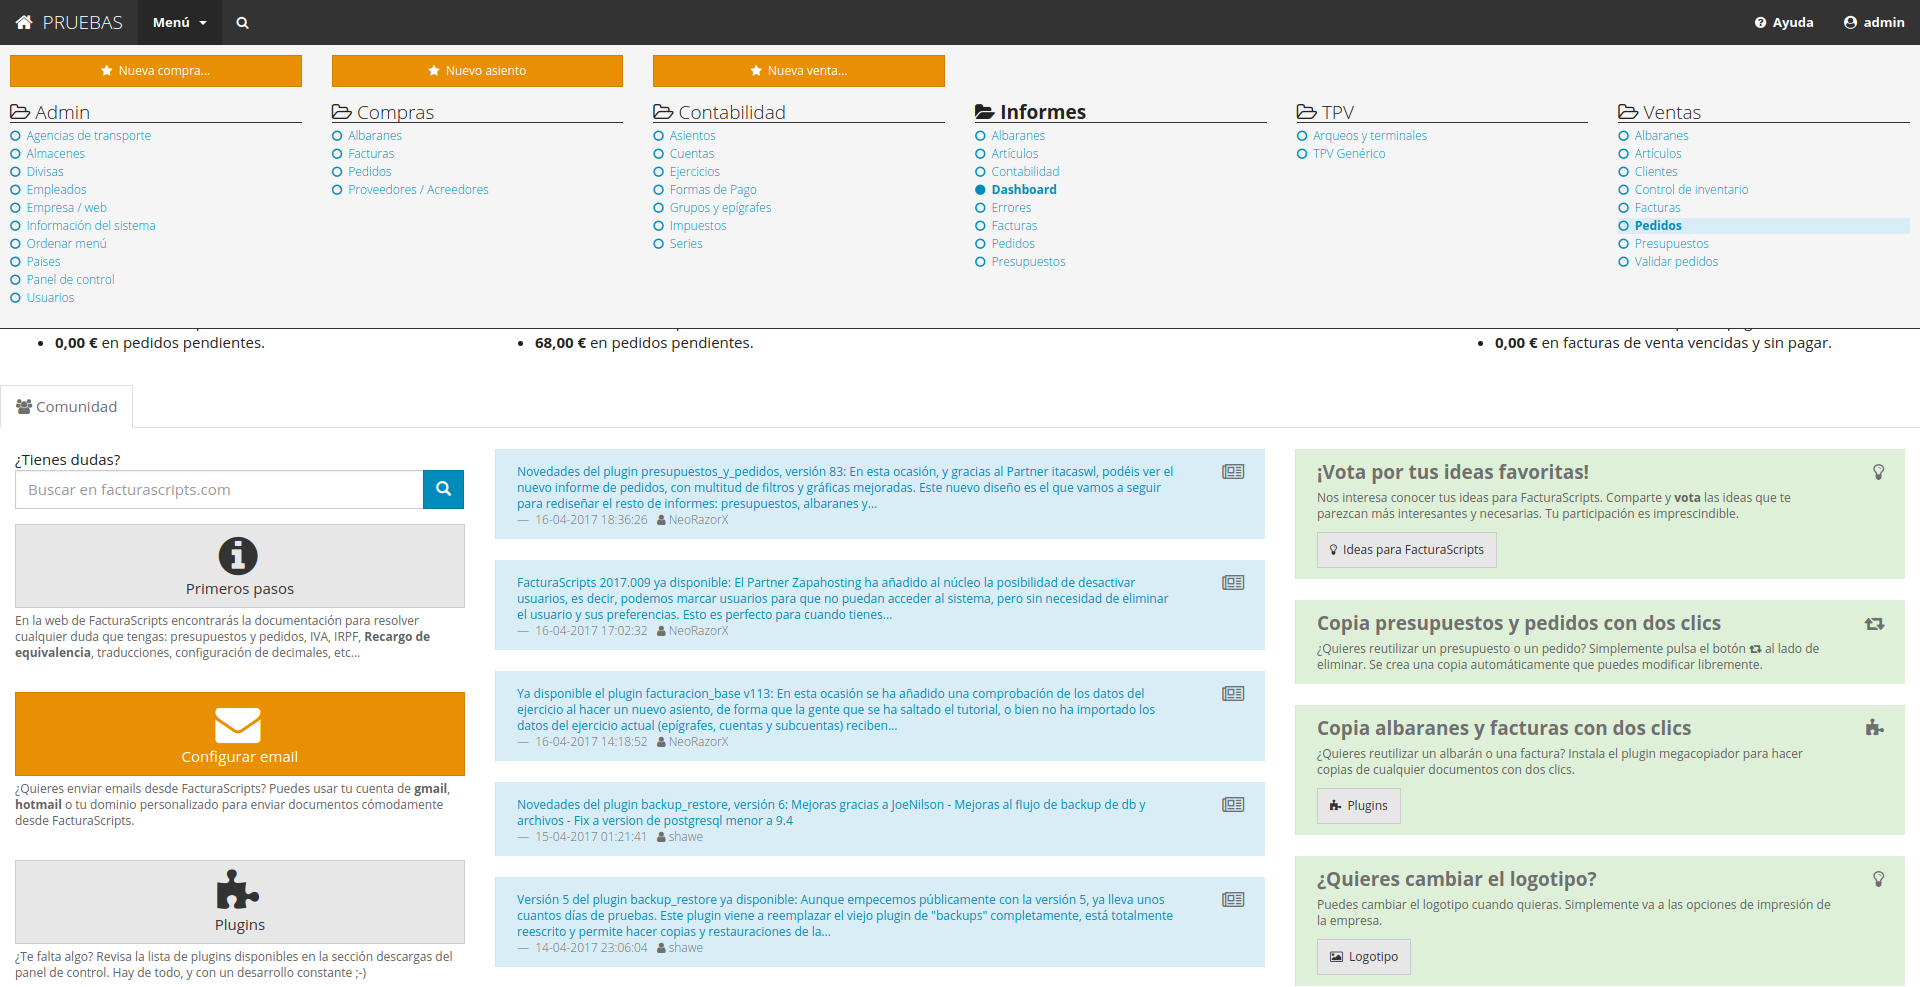 PRUEBAS
Menú
Ayuda
admin
Nueva compra...
Nuevo asiento
Nueva venta...
Admin
Agencias de transporte
Almacenes
Divisas
Empleados
Empresa / web
Información del sistema
Ordenar menú
Paises
Panel de control
Usuarios
Compras
Albaranes
Facturas
Pedidos
Proveedores / Acreedores
Contabilidad
Asientos
Cuentas
Ejercicios
Formas de Pago
Grupos y epígrafes
Impuestos
Series
Informes
Albaranes
Artículos
Contabilidad
Dashboard
Errores
Facturas
Pedidos
Presupuestos
TPV
Arqueos y terminales
TPV Genérico
Ventas
Albaranes
Artículos
Clientes
Control de inventario
Facturas
Pedidos
Presupuestos
Validar pedidos
• 0,00 € en pedidos pendientes.
• 68,00 € en pedidos pendientes.
• 0,00 € en facturas de venta vencidas y sin pagar.
Comunidad
¿Tienes dudas?
Buscar en facturascripts.com
Primeros pasos
En la web de FacturaScripts encontrarás la documentación para resolver
cualquier duda que tengas: presupuestos y pedidos, IVA, IRPF, Recargo de
equivalencia, traducciones, configuración de decimales, etc...
Configurar email
¿Quieres enviar emails desde FacturaScripts? Puedes usar tu cuenta de gmail,
hotmail o tu dominio personalizado para enviar documentos cómodamente
desde FacturaScripts.
Plugins
¿Te falta algo? Revisa la lista de plugins disponibles en la sección descargas del
panel de control. Hay de todo, y con un desarrollo constante ;-)
Novedades del plugin presupuestos_y_pedidos, versión 83: En esta ocasión, y gracias al Partner itacaswl, podéis ver el
nuevo informe de pedidos, con multitud de filtros y gráficas mejoradas. Este nuevo diseño es el que vamos a seguir
para rediseñar el resto de informes: presupuestos, albaranes y...
— 16-04-2017 18:36:26 NeoRazorX
FacturaScripts 2017.009 ya disponible: El Partner Zapahosting ha añadido al núcleo la posibilidad de desactivar
usuarios, es decir, podemos marcar usuarios para que no puedan acceder al sistema, pero sin necesidad de eliminar
el usuario y sus preferencias. Esto es perfecto para cuando tienes...
— 16-04-2017 17:02:32 NeoRazorX
Ya disponible el plugin facturacion_base v113: En esta ocasión se ha añadido una comprobación de los datos del
ejercicio al hacer un nuevo asiento, de forma que la gente que se ha saltado el tutorial, o bien no ha importado los
datos del ejercicio actual (epígrafes, cuentas y subcuentas) reciben...
— 16-04-2017 14:18:52 NeoRazorX
Novedades del plugin backup_restore, versión 6: Mejoras gracias a JoeNilson - Mejoras al flujo de backup de db y
archivos - Fix a version de postgresql menor a 9.4
— 15-04-2017 01:21:41 shawe
Versión 5 del plugin backup_restore ya disponible: Aunque empecemos públicamente con la versión 5, ya lleva unos
cuantos días de pruebas. Este plugin viene a reemplazar el viejo plugin de "backups" completamente, está totalmente
reescrito y permite hacer copias y restauraciones de la...
— 14-04-2017 23:06:04 shawe
¡Vota por tus ideas favoritas!
Nos interesa conocer tus ideas para FacturaScripts. Comparte y vota las ideas que te
parezcan más interesantes y necesarias. Tu participación es imprescindible.
Ideas para FacturaScripts
Copia presupuestos y pedidos con dos clics
¿Quieres reutilizar un presupuesto o un pedido? Simplemente pulsa el botón al lado de
eliminar. Se crea una copia automáticamente que puedes modificar libremente.
Copia albaranes y facturas con dos clics
¿Quieres reutilizar un albarán o una factura? Instala el plugin megacopiador para hacer
copias de cualquier documentos con dos clics.
Plugins
¿Quieres cambiar el logotipo?
Puedes cambiar el logotipo cuando quieras. Simplemente va a las opciones de impresión de
la empresa.
Logotipo